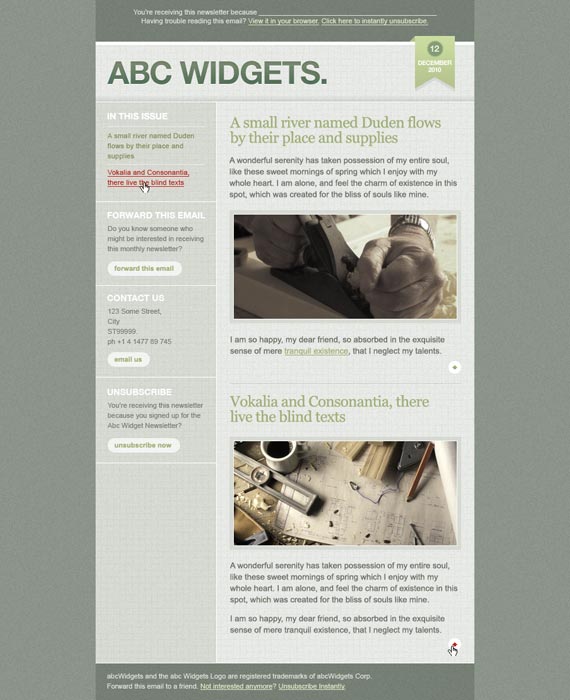 You're receiving this newsletter because
Having trouble reading this email? View it in your browser. Click here to instantly unsubscribe.
12
DECEMBER
2010
ABC WIDGETS.
IN THIS ISSUE
A small river named Duden
by their place and
supplies
Vokalia and Consonantia,
there live the blind texts
FORWARD THIS EMAIL
Do you know someone who
might be interested in receiving
this monthly newsletter?
forward this email
CONTACT US
123 Some Street,
City
ST99999.
ph +1 4 1477 89 745
email us
UNSUBSCRIBE
You're receiving this newsletter
because you signed up for the
Abc Widget Newsletter?
unsubscribe now
A small river named Duden flows
by their place and supplies
A wonderful serenity has taken possession of my entire soul,
like these sweet mornings of spring which I enjoy with my
whole heart. I am alone, and feel the charm of existence in this
spot, which was created for the bliss of souls like mine.
I am so happy, my dear friend, so absorbed in the exquisite
sense of mere tranquil existence, that I neglect my talents.
Vokalia and Consonantia, there
live the blind texts
A wonderful serenity has taken possession of my entire soul,
like these sweet mornings of spring which I enjoy with my
whole heart. I am alone, and feel the charm of existence in this
spot, which was created for the bliss of souls like mine.
I am so happy, my dear friend, so absorbed in the exquisite
sense of mere tranquil existence, that I neglect my talents.
abcWidgets and the abc Widgets Logo are registered trademarks of abcWidgets Corp.
Forward this email to a friend. Not interested anymore? Unsubscribe Instantly.